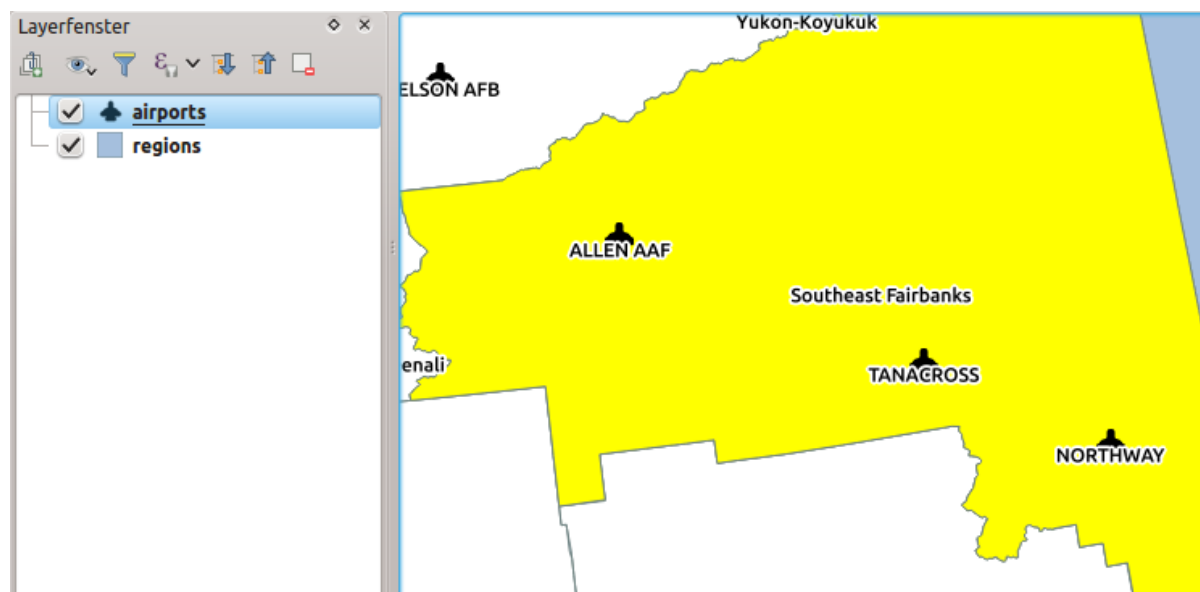 Layerfenster
airports
regions
Yukon-Koyukuk
ELSON AFB
ALLEN AAF
Southeast Fairbanks
enali
TANACROSS
NORTHWAY